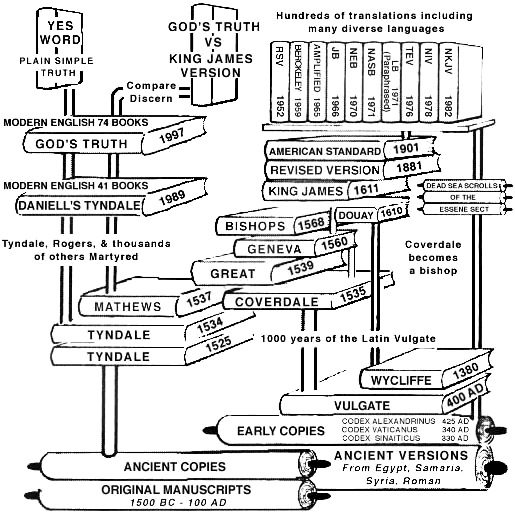 YES
WORD
PLAIN SIMPLE
TRUTH
GOD'S TRUTH
VS
KING JAMES
VERSION
Compare
Discern
Hundreds of translations including
many diverse languages
RSV 1952
BERCKELEY 1959
AMPLIFIED 1965
JB 1966
NEB 1970
NASB 1971
LB 1971
(Paraphrased)
TEV 1976
NIV 1978
NKJV 1982
MODERN ENGLISH 74 BOOKS
GOD'S TRUTH 1997
MODERN ENGLISH 41 BOOKS
DANIELL'S TYNDALE 1989
Tyndale, Rogers, & thousands
of others Martyred
AMERICAN STANDARD 1901
REVISED VERSION 1881
KING JAMES 1611
DEAD SEA SCROLLS
OF THE
ESSENE SECT
BISHOPS 1568
DOUAY 1610
GENEVA 1560
GREAT 1539
Coverdale
becomes
a bishop
MATHEWS 1537
COVERDALE 1535
TYNDALE 1534
TYNDALE 1525
1000 years of the Latin Vulgate
WYCLIFFE 1380
VULGATE 400 AD
EARLY COPIES
CODEX ALEXANDRINUS 425 AD
CODEX VATICANUS 340 AD
CODEX SINAITICUS 330 AD
ANCIENT COPIES
ANCIENT VERSIONS
From Egypt, Samaria,
Syria, Roman
ORIGINAL MANUSCRIPTS
1500 BC - 100 AD